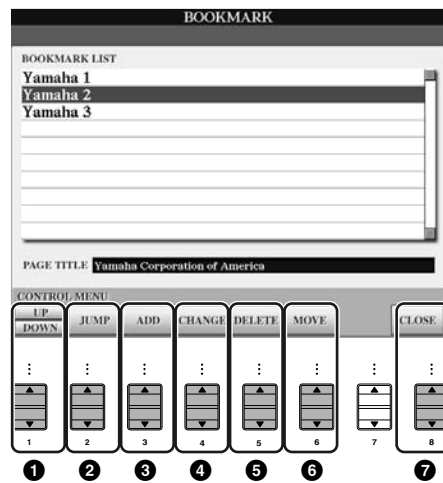 BOOKMARK
BOOKMARK LIST
Yamaha 1
Yamaha 2
Yamaha 3
PAGE TITLE Yamaha Corporation of America
CONTROL MENU
UP
DOWN JUMP ADD CHANGE DELETE MOVE CLOSE
1 2 3 4 5 6 7 8
1 2 3 4 5 6 7